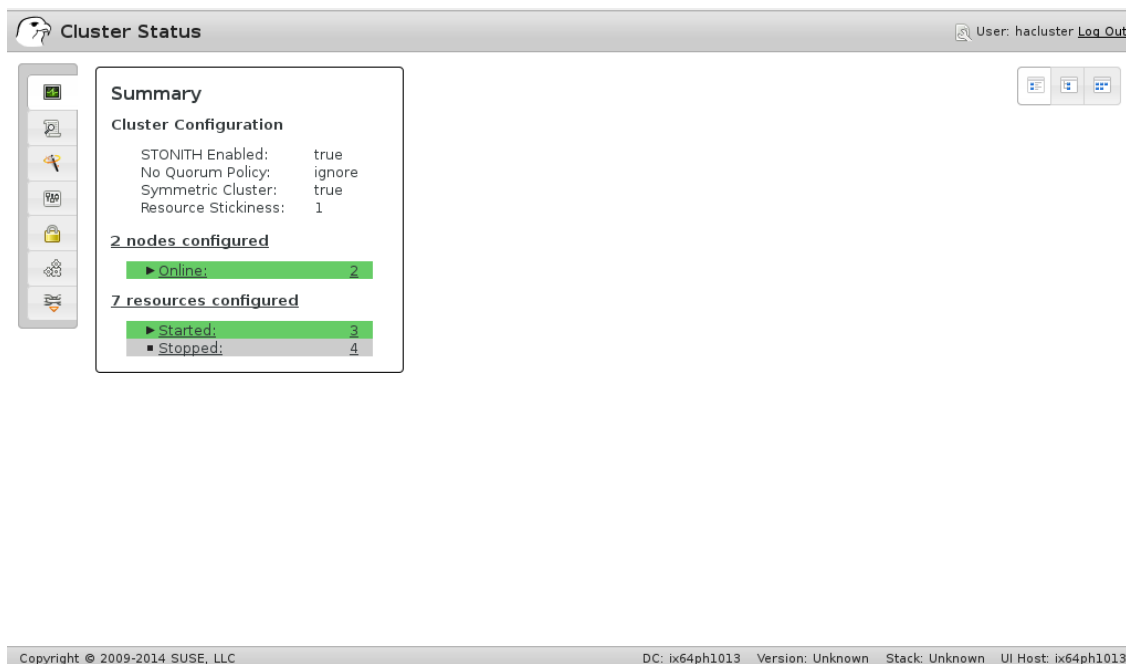 Cluster Status
User: hacluster Log Out
Summary
Cluster Configuration
STONITH Enabled: true
No Quorum Policy: ignore
Symmetric Cluster: true
Resource Stickiness: 1
2 nodes configured
Online: 2
7 resources configured
Started: 3
Stopped: 4
Copyright © 2009-2014 SUSE, LLC DC: ix64ph1013 Version: Unknown Stack: Unknown UI Host: ix64ph1013